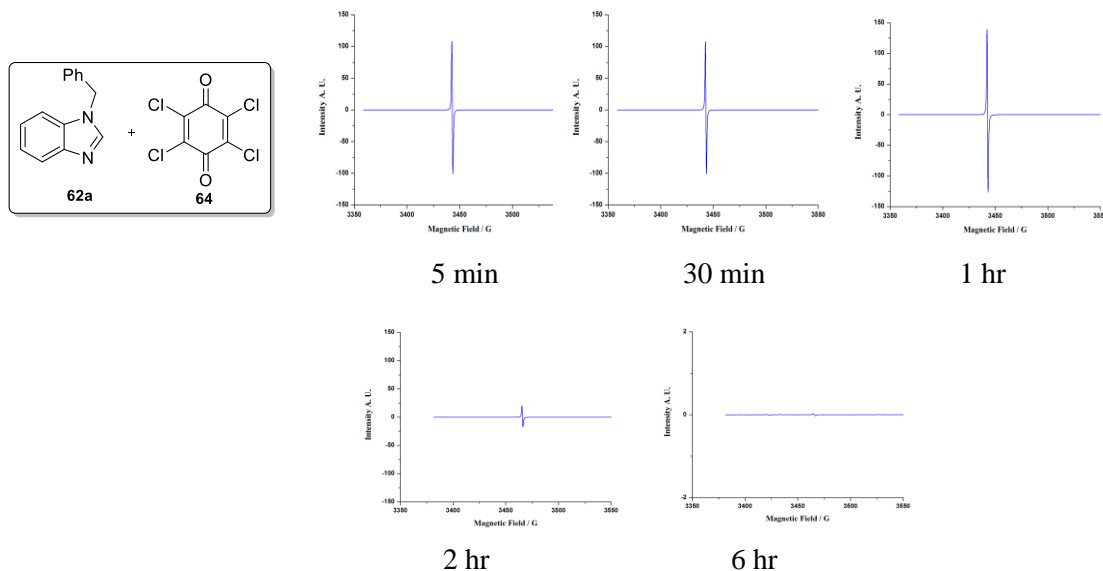 Ph
N
N
62a
+
O
Cl
Cl
Cl
Cl
O
64
150
100
50
0
-50
-100
-150
Intensity A. U.
3350
3400
3450
3500
Magnetic Field / G
5 min
150
100
50
0
-50
-100
-150
Intensity A. U.
3350
3400
3450
3500
3550
Magnetic Field / G
30 min
150
100
50
0
-50
-100
-150
Intensity A. U.
3350
3400
3450
3500
3550
Magnetic Field / G
1 hr
150
100
50
0
-50
-100
-150
Intensity A. U.
3350
3400
3450
3500
3550
Magnetic Field / G
2 hr
2
0
-2
Intensity A. U.
3350
3400
3450
3500
3550
Magnetic Field / G
6 hr